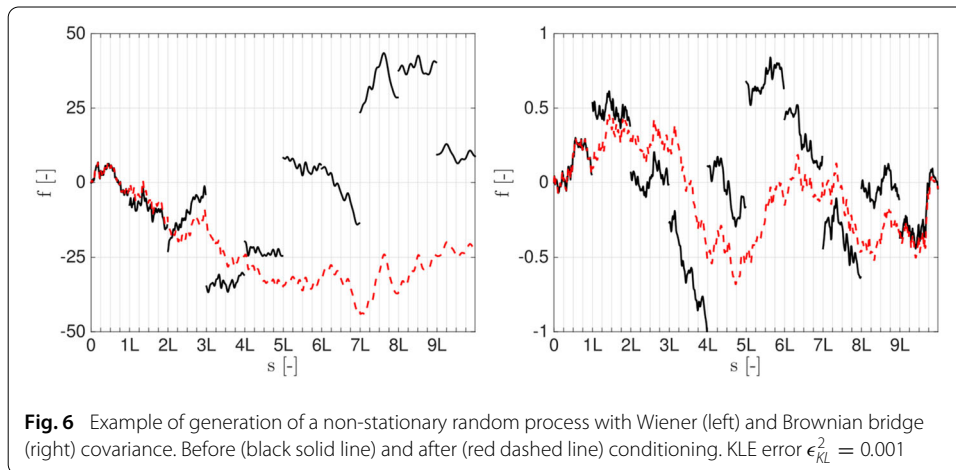 50
25
0
-25
-50
f [-]
0 1L 2L 3L 4L 5L 6L 7L 8L 9L
s [-]
1
0.5
0
-0.5
-1
f [-]
0 1L 2L 3L 4L 5L 6L 7L 8L 9L
s [-]
Fig. 6 Example of generation of a non-stationary random process with Wiener (left) and Brownian bridge
(right) covariance. Before (black solid line) and after (red dashed line) conditioning. KLE error ϵ²_KL = 0.001